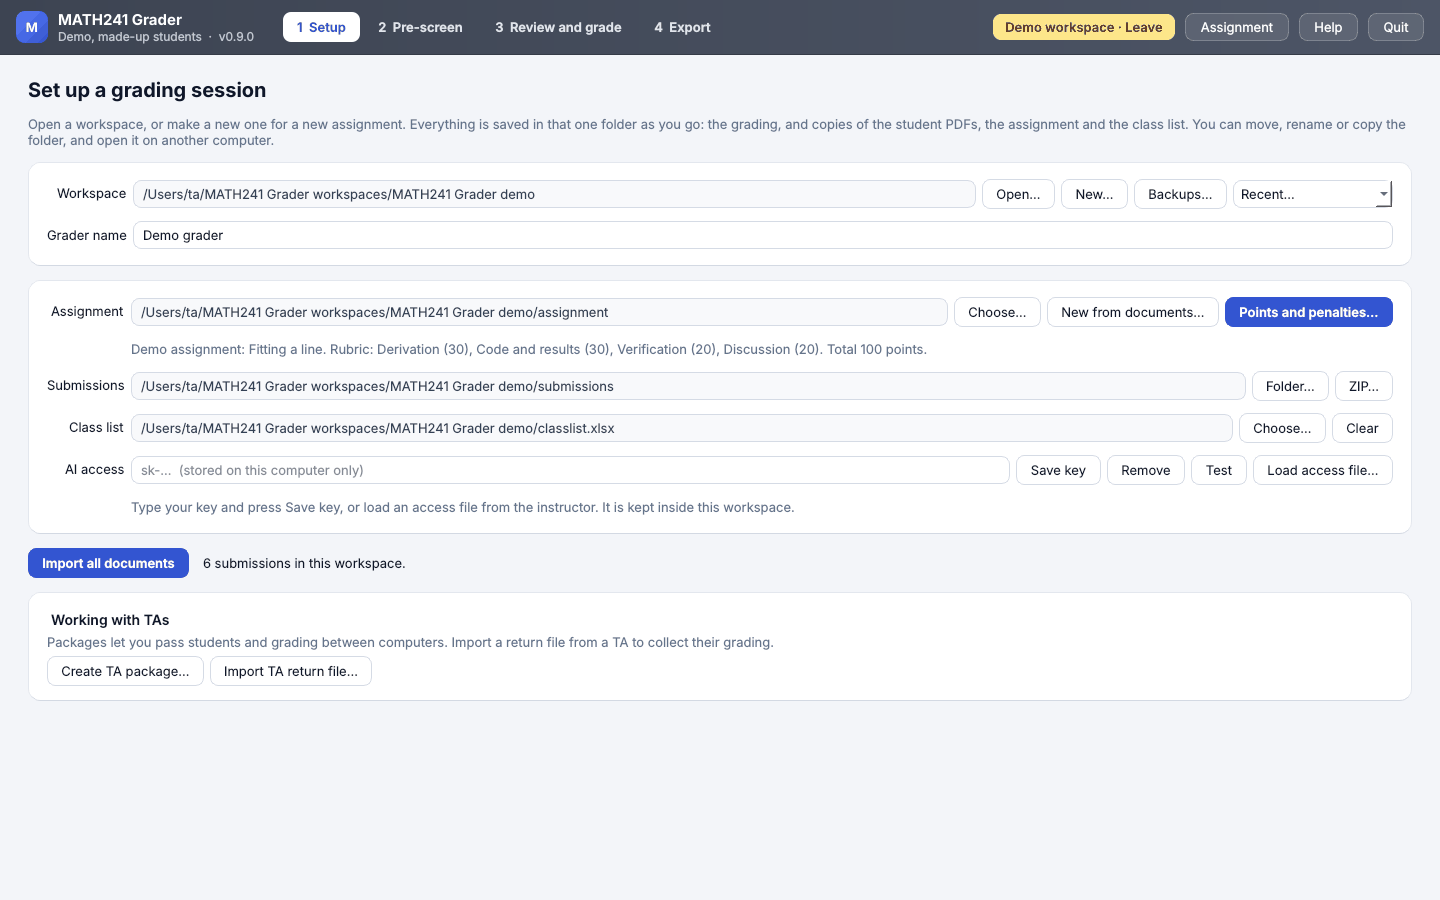 M
MATH241 Grader
Demo, made-up students · v0.9.0
1 Setup
2 Pre-screen
3 Review and grade
4 Export
Demo workspace · Leave
Assignment
Help
Quit
Set up a grading session
Open a workspace, or make a new one for a new assignment. Everything is saved in that one folder as you go: the grading, and copies of the student PDFs, the assignment and the class list. You can move, rename or copy the
folder, and open it on another computer.
Workspace /Users/ta/MATH241 Grader workspaces/MATH241 Grader demo Open... New... Backups... Recent...
Grader name Demo grader
Assignment /Users/ta/MATH241 Grader workspaces/MATH241 Grader demo/assignment Choose... New from documents... Points and penalties...
Demo assignment: Fitting a line. Rubric: Derivation (30), Code and results (30), Verification (20), Discussion (20). Total 100 points.
Submissions /Users/ta/MATH241 Grader workspaces/MATH241 Grader demo/submissions Folder... ZIP...
Class list /Users/ta/MATH241 Grader workspaces/MATH241 Grader demo/classlist.xlsx Choose... Clear
AI access sk-... (stored on this computer only) Save key Remove Test Load access file...
Type your key and press Save key, or load an access file from the instructor. It is kept inside this workspace.
Import all documents 6 submissions in this workspace.
Working with TAs
Packages let you pass students and grading between computers. Import a return file from a TA to collect their grading.
Create TA package... Import TA return file...